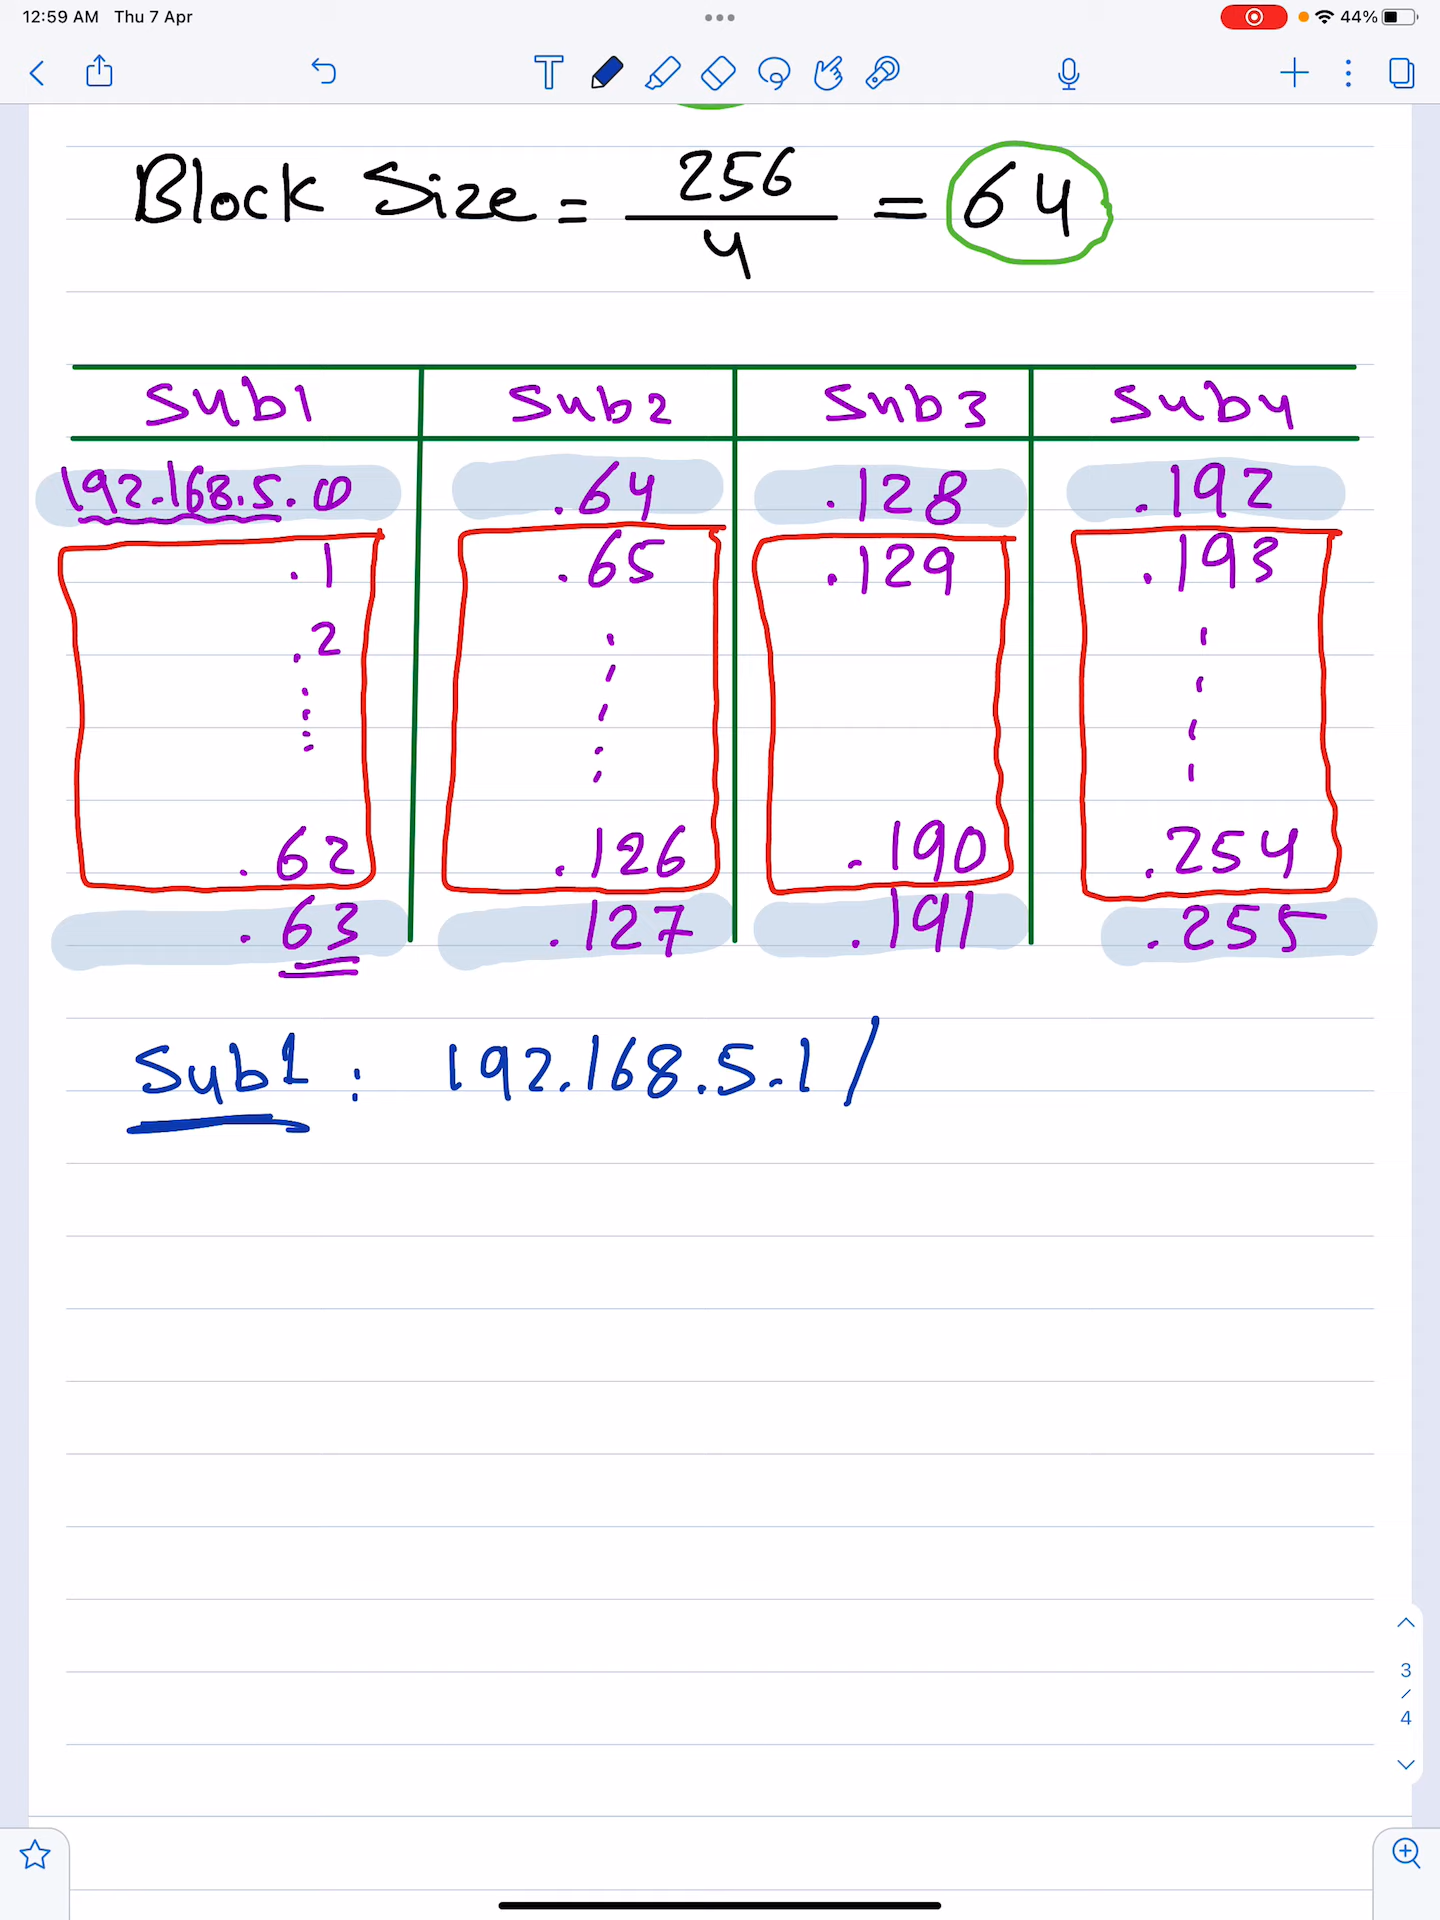 12:59 AM Thu 7 Apr 44%
Block Size = 256 / 4 = 64
Sub1 Sub2 Sub3 Sub4
192.168.5.0 .64 .128 .192
.1 .65 .129 .193
.2
.62 .126 .190 .254
.63 .127 .191 .255
Sub1 : 192.168.5.1 /
3
/
4